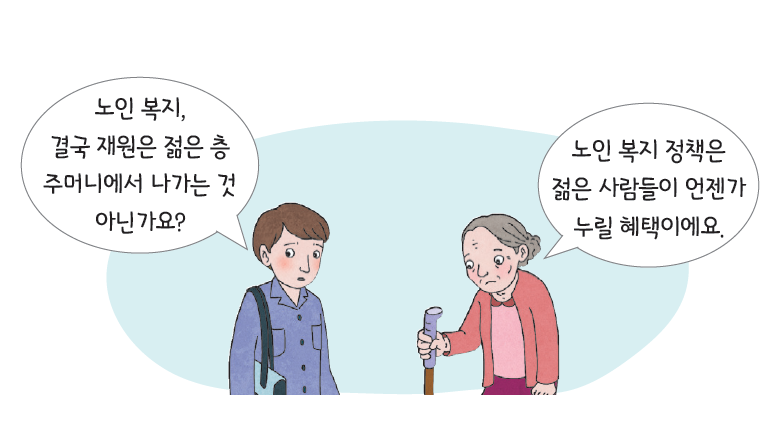 노인 복지,
결국 재원은 젊은 층
주머니에서 나가는 것
아닌가요?
노인 복지 정책은
젊은 사람들이 언젠가
누릴 혜택이에요.